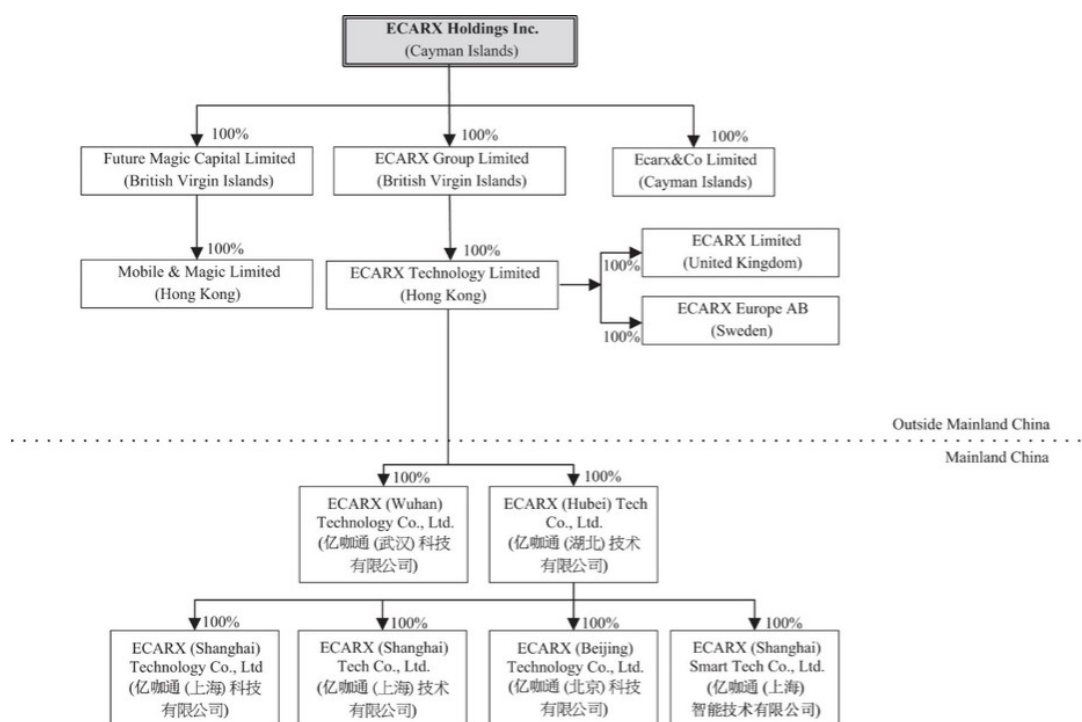 ECARX Holdings Inc.
(Cayman Islands)
100%
100%
100%
Future Magic Capital Limited
(British Virgin Islands)
ECARX Group Limited
(British Virgin Islands)
Ecarx&Co Limited
(Cayman Islands)
100%
100%
Mobile & Magic Limited
(Hong Kong)
ECARX Technology Limited
(Hong Kong)
100%
ECARX Limited
(United Kingdom)
100%
ECARX Europe AB
(Sweden)
Outside Mainland China
Mainland China
100%
100%
ECARX (Wuhan)
Technology Co., Ltd.
(亿咖通 (武汉) 科技
有限公司)
ECARX (Hubei) Tech
Co., Ltd.
(亿咖通 (湖北) 技术
有限公司)
100%
100%
100%
100%
ECARX (Shanghai)
Technology Co., Ltd
(亿咖通 (上海) 科技
有限公司)
ECARX (Shanghai)
Tech Co., Ltd.
(亿咖通 (上海) 技术
有限公司)
ECARX (Beijing)
Technology Co., Ltd.
(亿咖通 (北京) 科技
有限公司)
ECARX (Shanghai)
Smart Tech Co., Ltd.
(亿咖通 (上海)
智能技术有限公司)